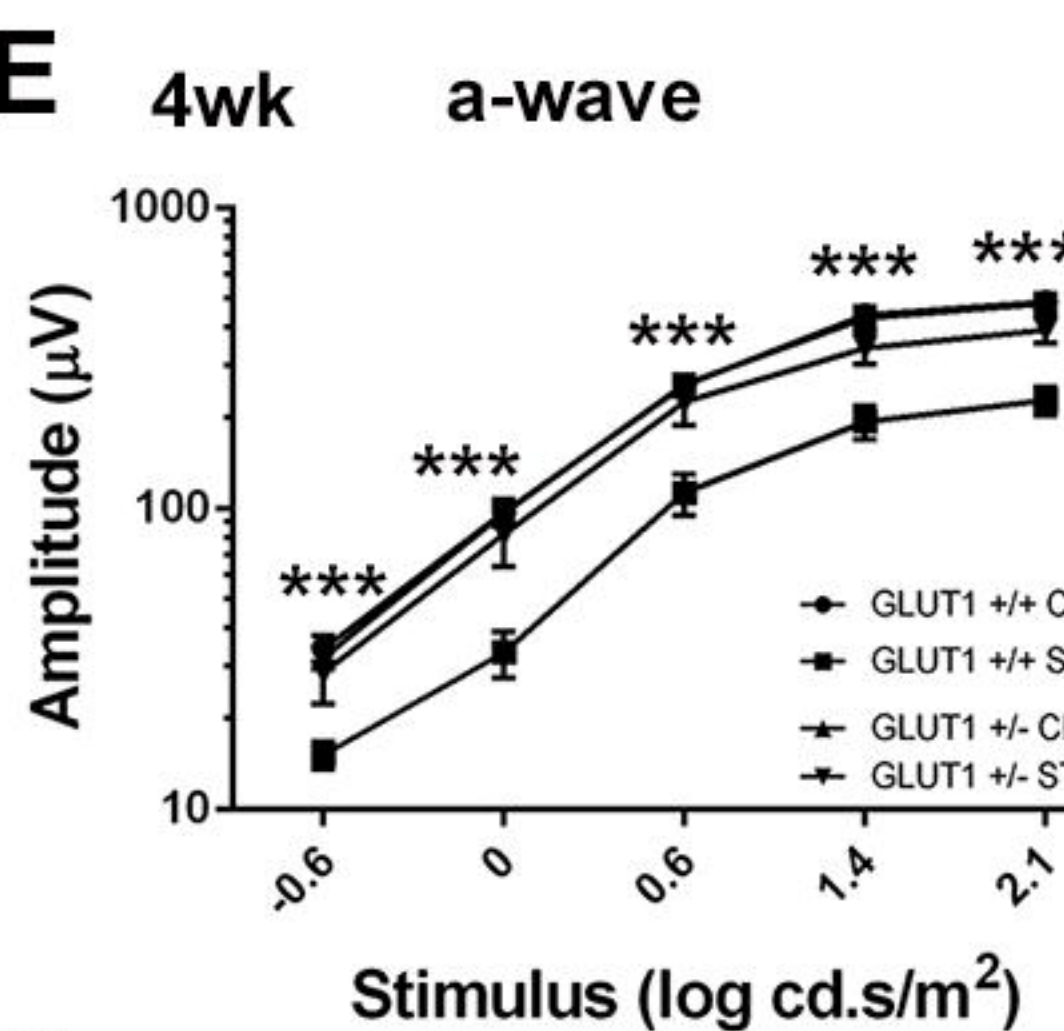 E
4wk a-wave
1000
100
10
Amplitude (μV)
***
***
***
***
***
GLUT1 +/+ C
GLUT1 +/+ S
GLUT1 +/- C
GLUT1 +/- ST
-0.6 0 0.6 1.4 2.1
Stimulus (log cd.s/m²)